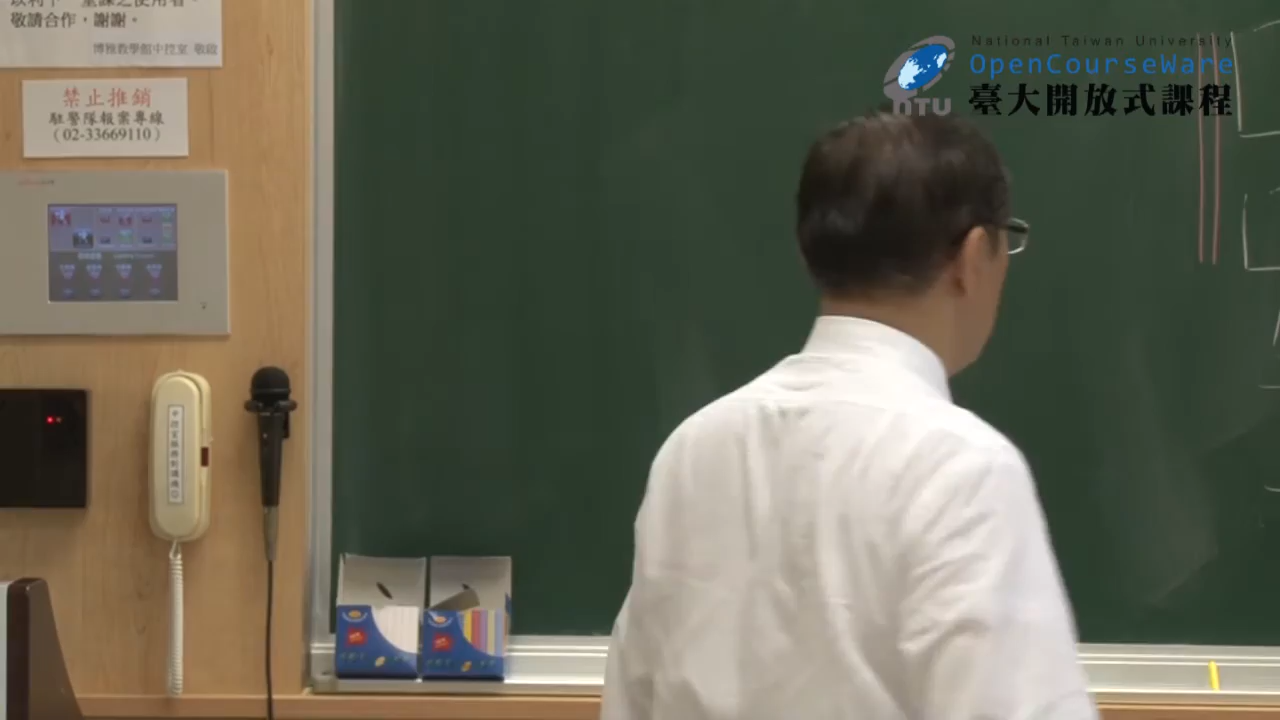 敬請合作，謝謝。
博雅教學館中控室 敬啟
禁止推銷
駐警隊報案專線
（02-33669110）
National Taiwan University
OpenCourseWare
NTU
臺大開放式課程